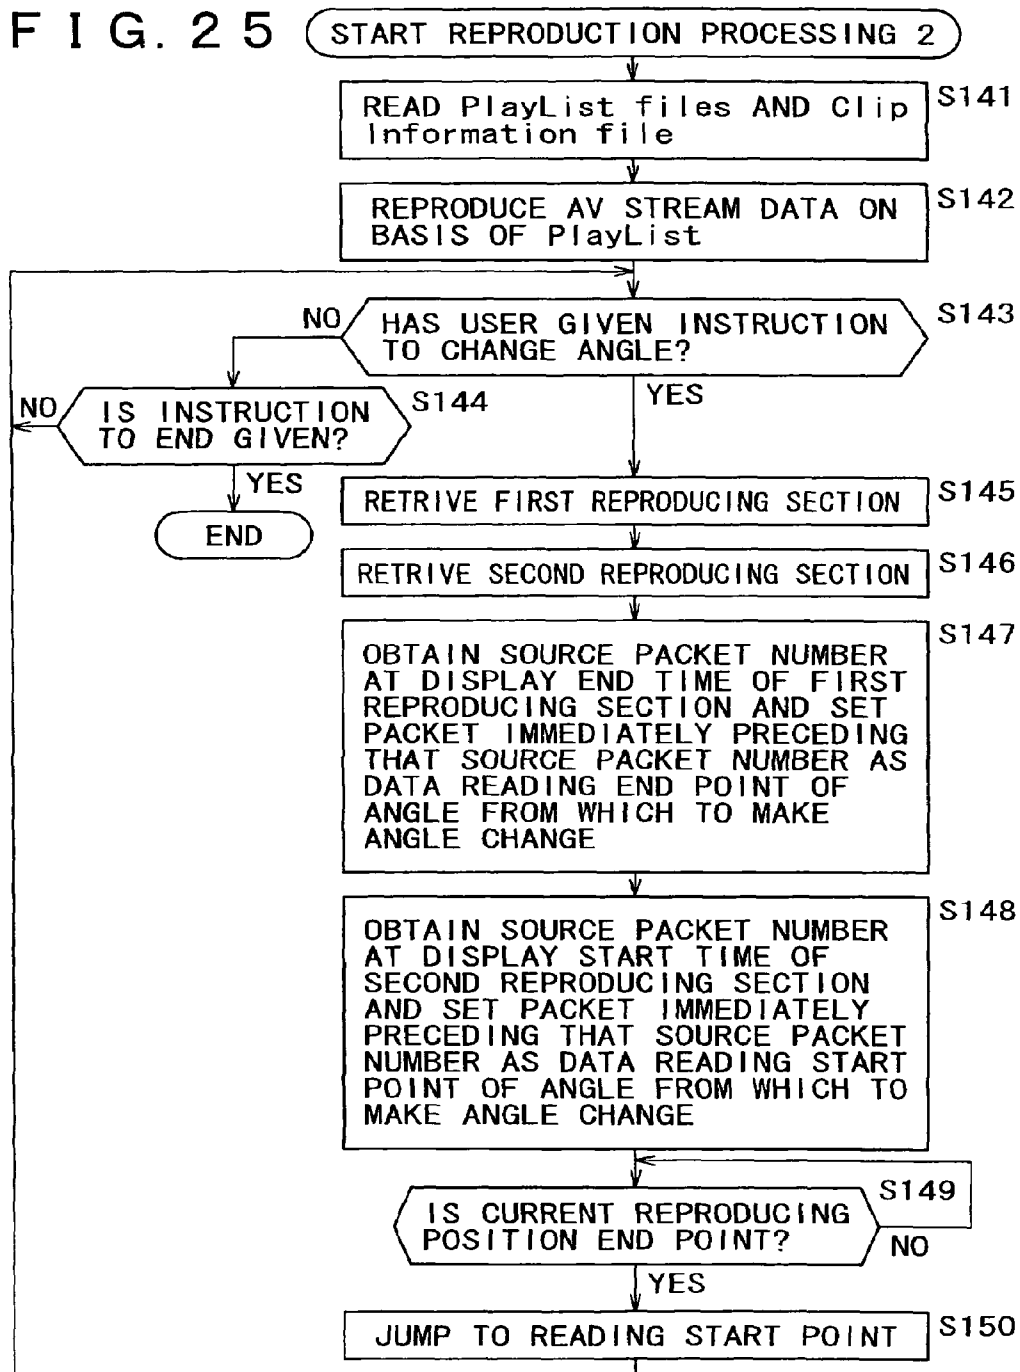 FIG. 25
START REPRODUCTION PROCESSING 2
S141
READ PlayList files AND Clip
Information file
S142
REPRODUCE AV STREAM DATA ON
BASIS OF PlayList
S143
HAS USER GIVEN INSTRUCTION
TO CHANGE ANGLE?
NO
YES
S144
IS INSTRUCTION
TO END GIVEN?
NO
YES
END
S145
RETRIVE FIRST REPRODUCING SECTION
S146
RETRIVE SECOND REPRODUCING SECTION
S147
OBTAIN SOURCE PACKET NUMBER
AT DISPLAY END TIME OF FIRST
REPRODUCING SECTION AND SET
PACKET IMMEDIATELY PRECEDING
THAT SOURCE PACKET NUMBER AS
DATA READING END POINT OF
ANGLE FROM WHICH TO MAKE
ANGLE CHANGE
S148
OBTAIN SOURCE PACKET NUMBER
AT DISPLAY START TIME OF
SECOND REPRODUCING SECTION
AND SET PACKET IMMEDIATELY
PRECEDING THAT SOURCE PACKET
NUMBER AS DATA READING START
POINT OF ANGLE FROM WHICH TO
MAKE ANGLE CHANGE
S149
IS CURRENT REPRODUCING
POSITION END POINT?
NO
YES
S150
JUMP TO READING START POINT